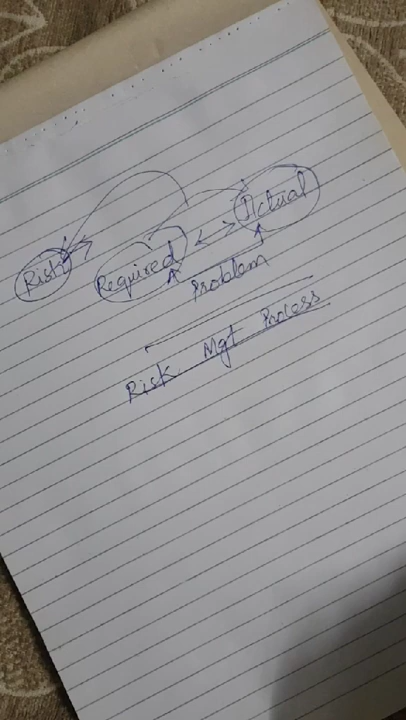 Risk Required Actual
Problem
Risk Mgt Process